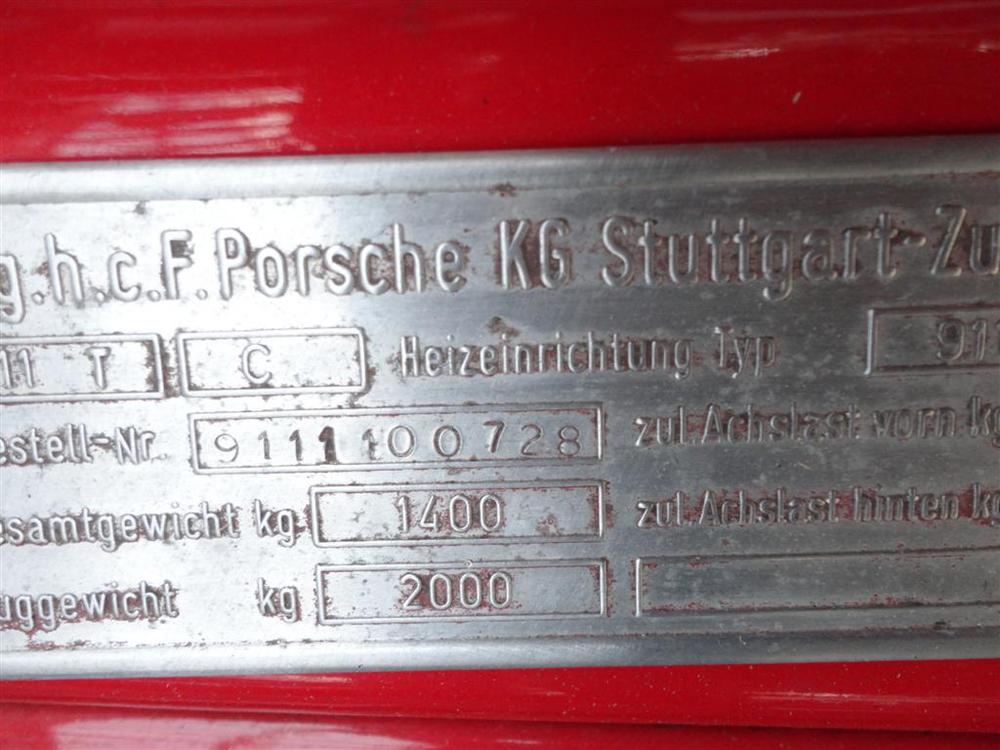 g.h.c.F. Porsche KG Stuttgart-Zu
11 T C Heizeinrichtung Typ 91
estell-Nr. 9111100728 zul.Achslast vorn kg
esamtgewicht kg 1400 zul.Achslast hinten kg
uggewicht kg 2000